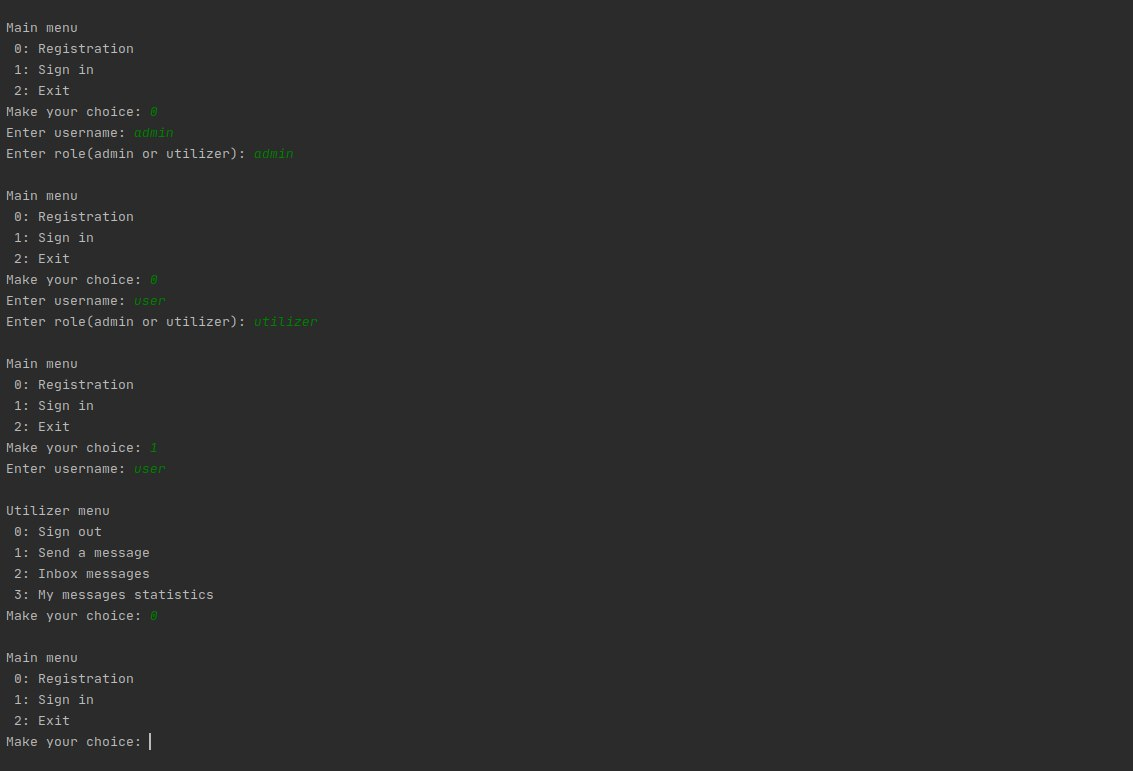 Main menu
0: Registration
1: Sign in
2: Exit
Make your choice: 0
Enter username: admin
Enter role(admin or utilizer): admin
Main menu
0: Registration
1: Sign in
2: Exit
Make your choice: 0
Enter username: user
Enter role(admin or utilizer): utilizer
Main menu
0: Registration
1: Sign in
2: Exit
Make your choice: 1
Enter username: user
Utilizer menu
0: Sign out
1: Send a message
2: Inbox messages
3: My messages statistics
Make your choice: 0
Main menu
0: Registration
1: Sign in
2: Exit
Make your choice: